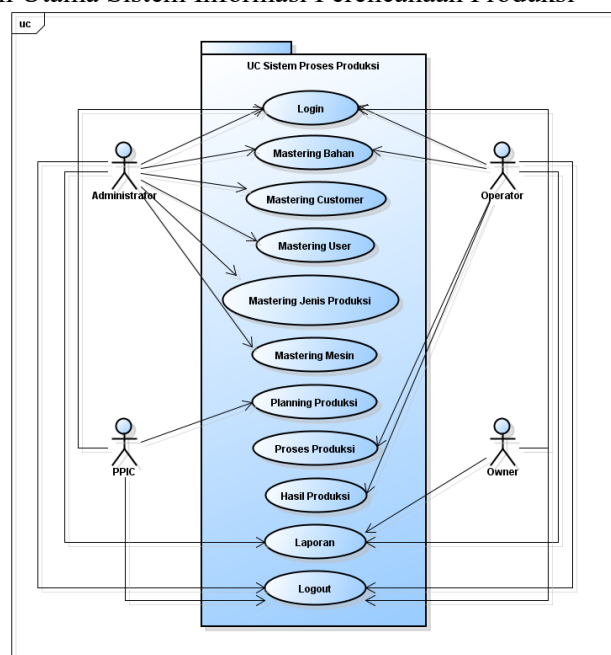 Utama Sistem Informasi Perencanaan Produksi
uc
UC Sistem Proses Produksi
Login
Mastering Bahan
Administrator
Operator
Mastering Customer
Mastering User
Mastering Jenis Produksi
Mastering Mesin
Planning Produksi
Proses Produksi
PPIC
Owner
Hasil Produksi
Laporan
Logout